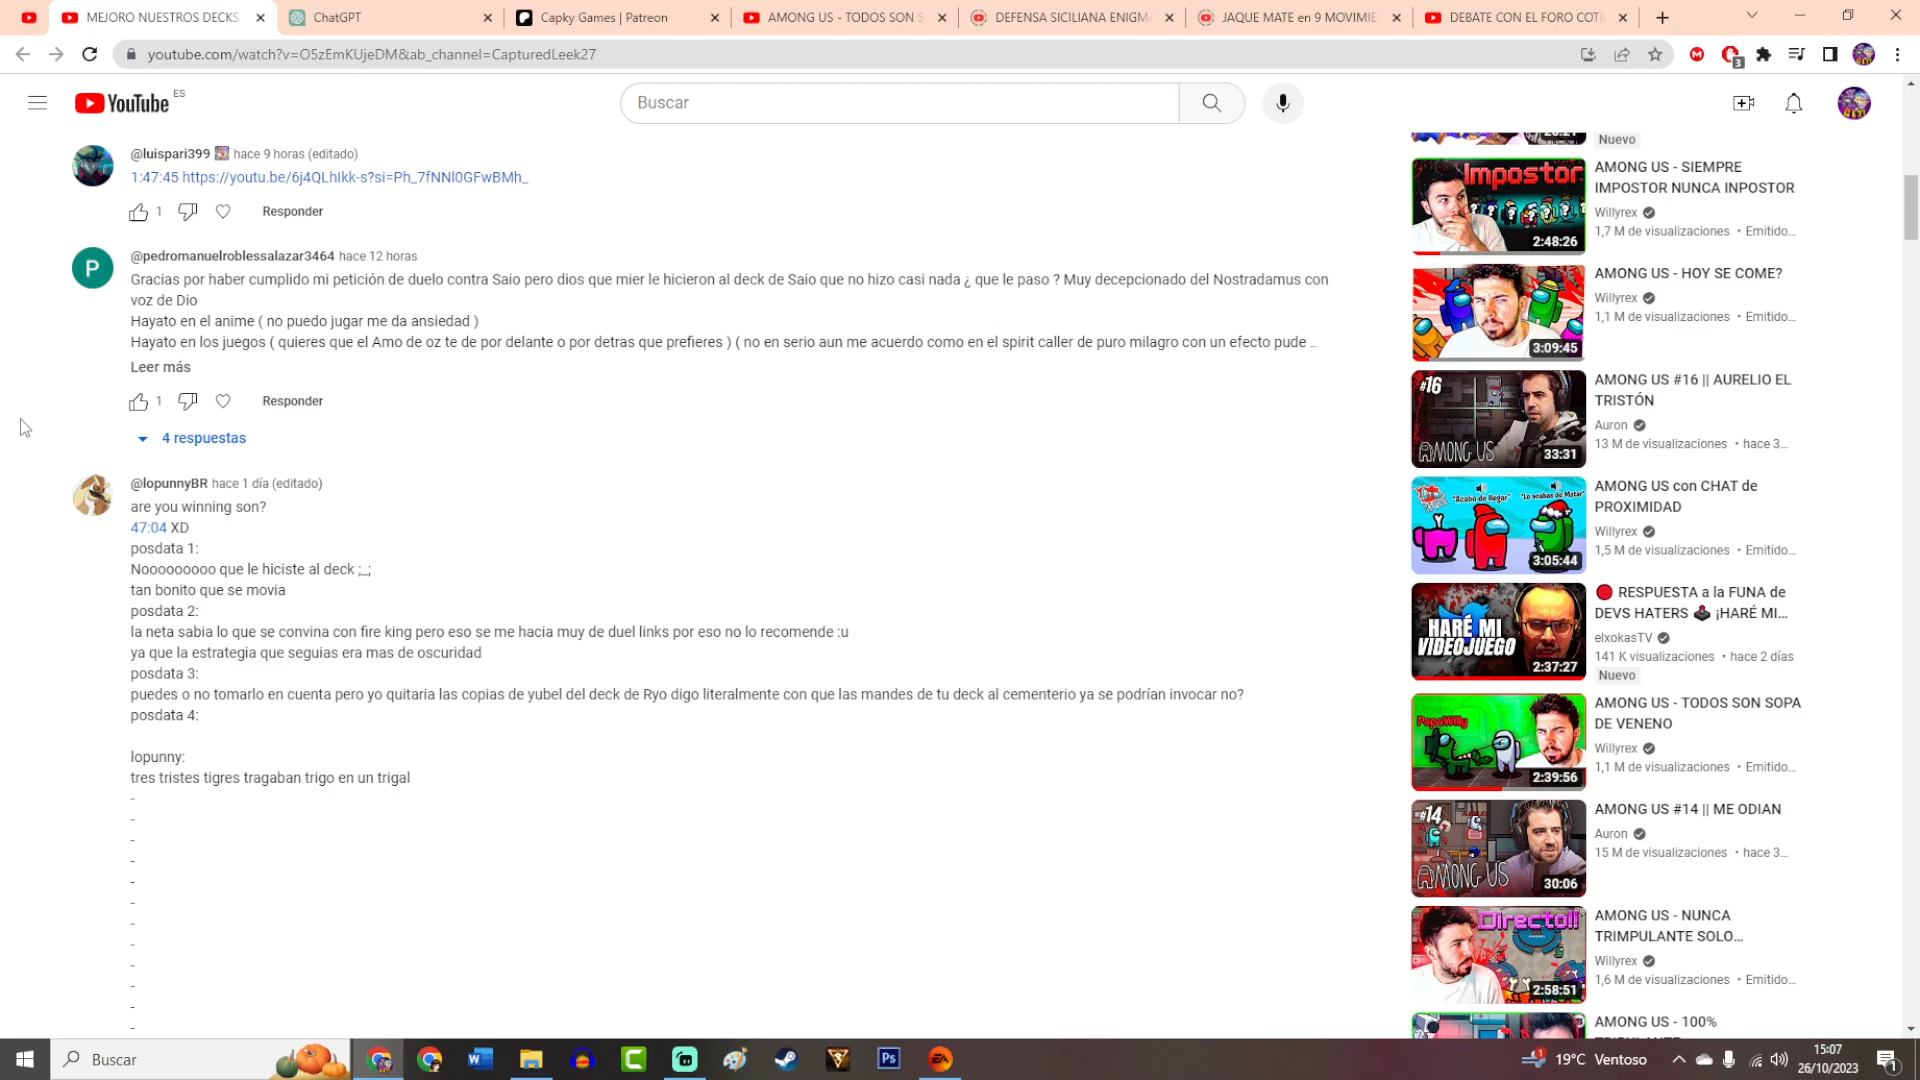 MEJORO NUESTROS DECKS
ChatGPT
Capky Games | Patreon
AMONG US - TODOS SON S
DEFENSA SICILIANA ENIGM
JAQUE MATE en 9 MOVIMIE
DEBATE CON EL FORO COTI
youtube.com/watch?v=O5zEmKUjeDM&ab_channel=CapturedLeek27
3
YouTube
ES
Buscar
@luispari399 hace 9 horas (editado)
1:47:45 https://youtu.be/6j4QLhIkk-s?si=Ph_7fNNl0GFwBMh_
1
Responder
P
@pedromanuelroblessalazar3464 hace 12 horas
Gracias por haber cumplido mi petición de duelo contra Saio pero dios que mier le hicieron al deck de Saio que no hizo casi nada ¿ que le paso ? Muy decepcionado del Nostradamus con
voz de Dio
Hayato en el anime ( no puedo jugar me da ansiedad )
Hayato en los juegos ( quieres que el Amo de oz te de por delante o por detras que prefieres ) ( no en serio aun me acuerdo como en el spirit caller de puro milagro con un efecto pude ...
Leer más
1
Responder
4 respuestas
@lopunnyBR hace 1 día (editado)
are you winning son?
47:04 XD
posdata 1:
Nooooooooo que le hiciste al deck ;_;
tan bonito que se movia
posdata 2:
la neta sabia lo que se convina con fire king pero eso se me hacia muy de duel links por eso no lo recomende :u
ya que la estrategia que seguias era mas de oscuridad
posdata 3:
puedes o no tomarlo en cuenta pero yo quitaria las copias de yubel del deck de Ryo digo literalmente con que las mandes de tu deck al cementerio ya se podrían invocar no?
posdata 4:
lopunny:
tres tristes tigres tragaban trigo en un trigal
-
-
-
-
-
-
-
-
-
-
-
-
Nuevo
Impostor
2:48:26
AMONG US - SIEMPRE
IMPOSTOR NUNCA INPOSTOR
Willyrex
1,7 M de visualizaciones • Emitido...
3:09:45
AMONG US - HOY SE COME?
Willyrex
1,1 M de visualizaciones • Emitido...
#16
AMONG US
33:31
AMONG US #16 || AURELIO EL
TRISTÓN
Auron
13 M de visualizaciones • hace 3...
"Acabo de llegar"
"Lo acabas de Matar"
3:05:44
AMONG US con CHAT de
PROXIMIDAD
Willyrex
1,5 M de visualizaciones • Emitido...
HARÉ MI
VIDEOJUEGO
2:37:27
RESPUESTA a la FUNA de
DEVS HATERS ¡HARÉ MI...
elxokasTV
141 K visualizaciones • hace 2 días
Nuevo
PapaWilly
2:39:56
AMONG US - TODOS SON SOPA
DE VENENO
Willyrex
1,1 M de visualizaciones • Emitido...
#14
AMONG US
30:06
AMONG US #14 || ME ODIAN
Auron
15 M de visualizaciones • hace 3...
Directo!!
2:58:51
AMONG US - NUNCA
TRIMPULANTE SOLO...
Willyrex
1,6 M de visualizaciones • Emitido...
AMONG US - 100%
Buscar
19°C Ventoso
15:07
26/10/2023
1